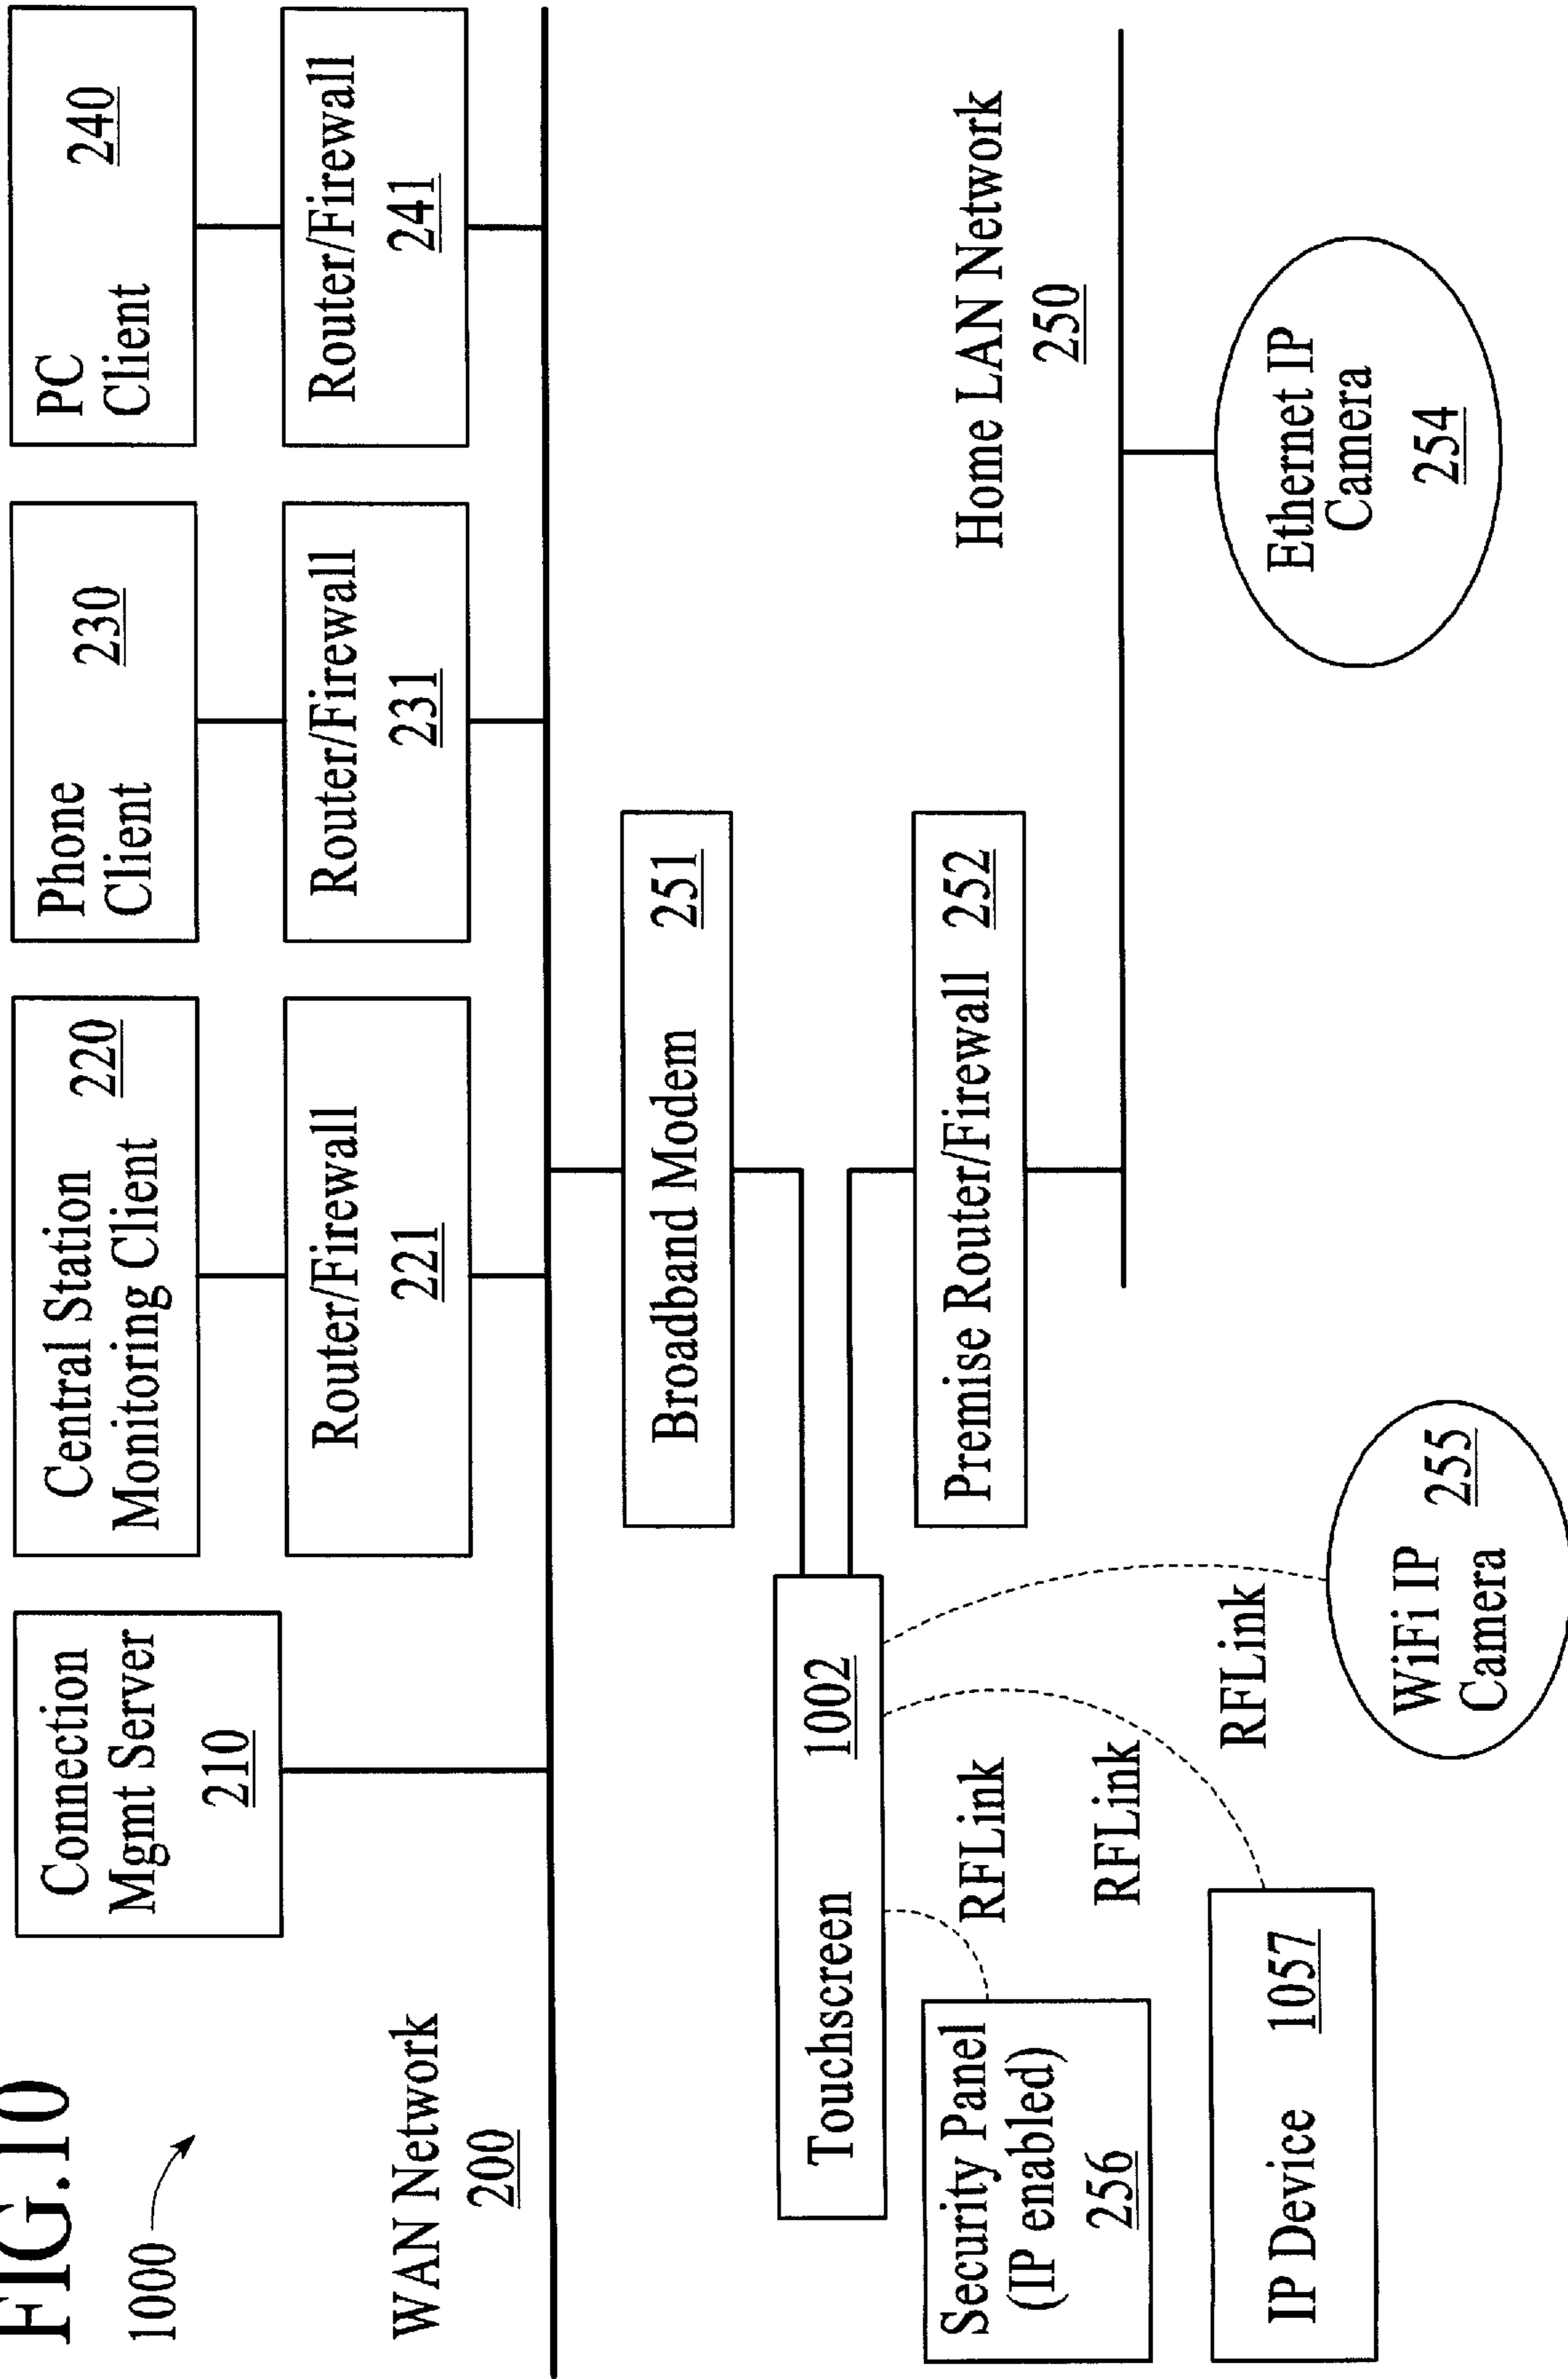 FIG.10
1000
WAN Network
200
Connection
Mgmt Server
210
Central Station
Monitoring Client
220
Router/Firewall
221
Phone
Client
230
Router/Firewall
231
PC
Client
240
Router/Firewall
241
Broadband Modem 251
Touchscreen 1002
Premise Router/Firewall 252
Home LAN Network
250
Security Panel
(IP enabled)
256
RFLink
RFLink
RFLink
IP Device 1057
WiFi IP
Camera
255
Ethernet IP
Camera
254